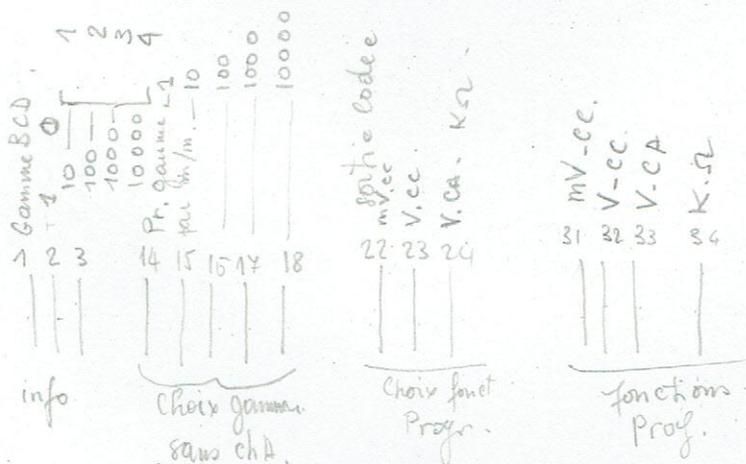 1 2 3 4
Gamme BCD
1 0
10
100
1000
10000
Pr. gamme 1
10
100
1000
10000
sortie Codée
mV.cc
V.cc.
V.CA. KΩ.
mV-CC.
V-CC.
V-CA
K.Ω
1 2 3 14 15 16 17 18 22 23 24 31 32 33 34
info
Choix gamme.
sans chA.
Choix fonct.
Progr.
fonctions
Prog.